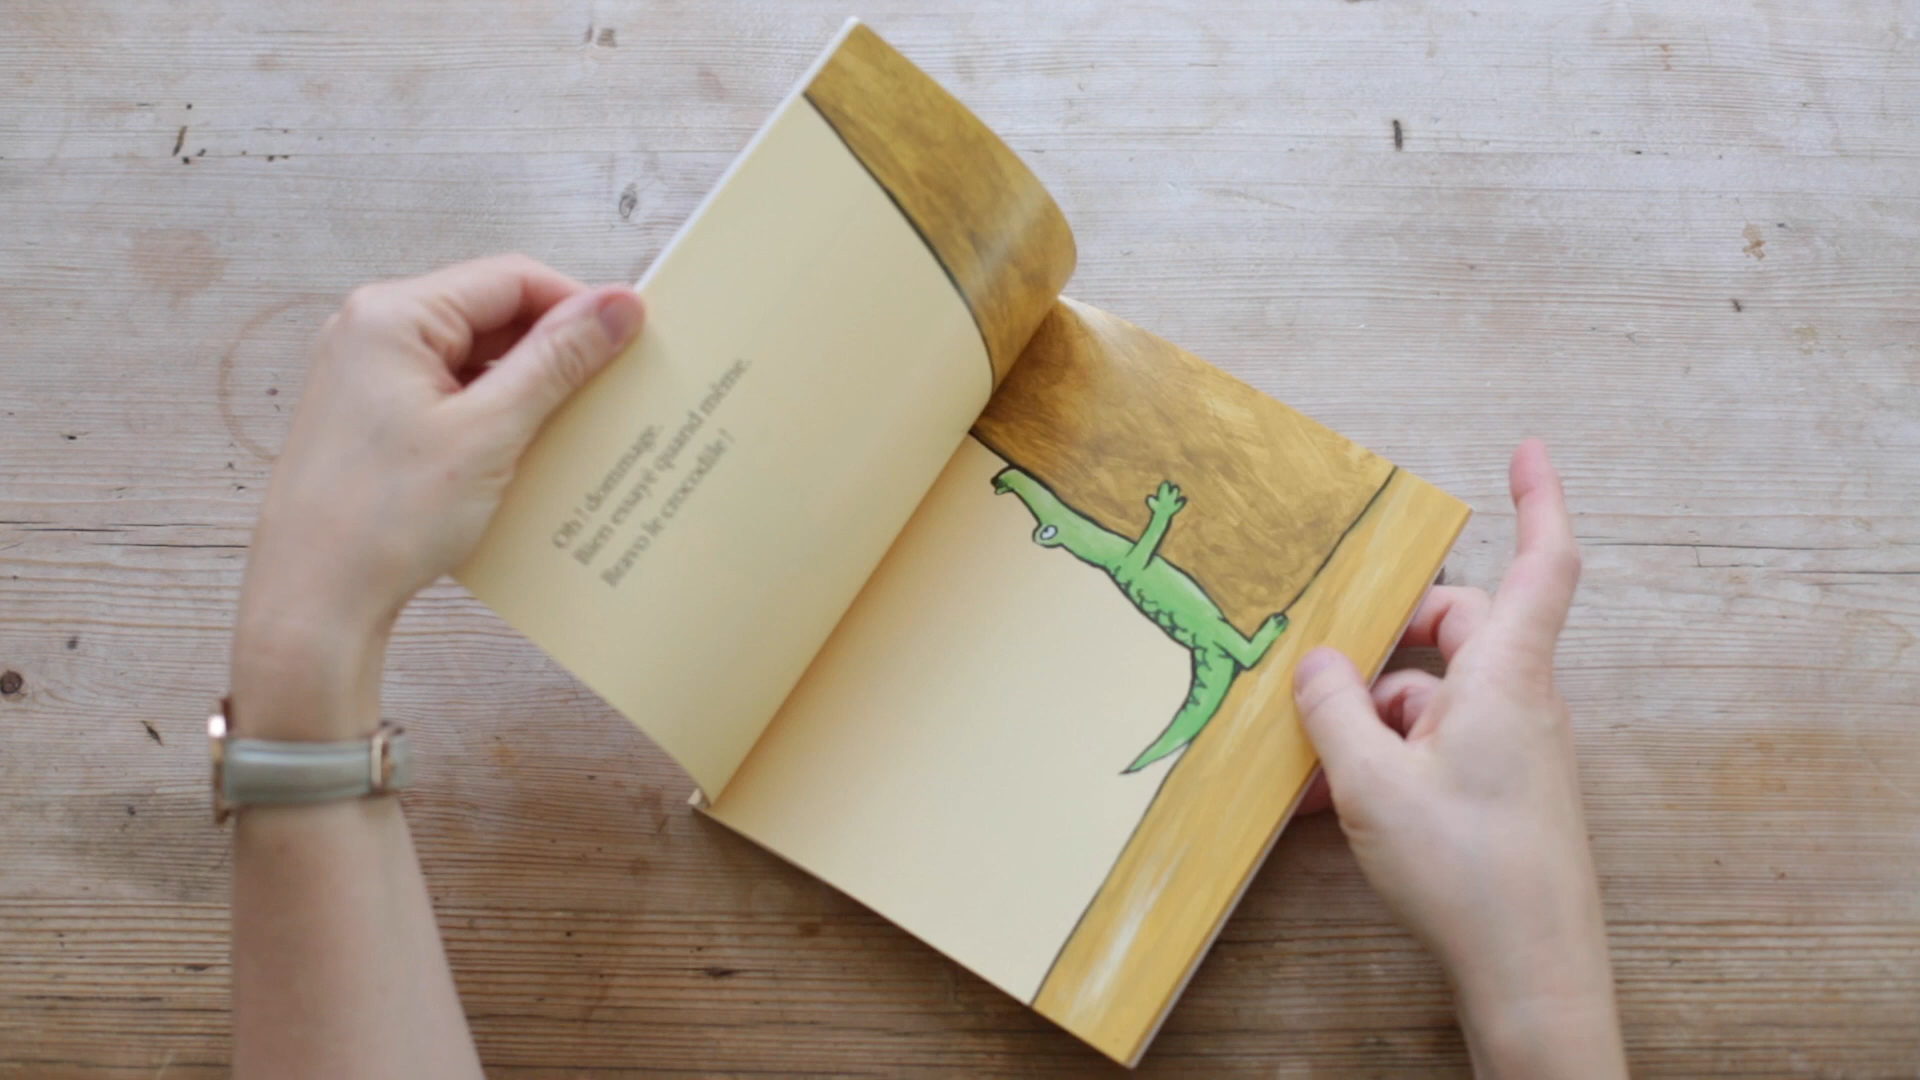 Oh ! dommage.
Bien essayé quand même.
Bravo le crocodile !